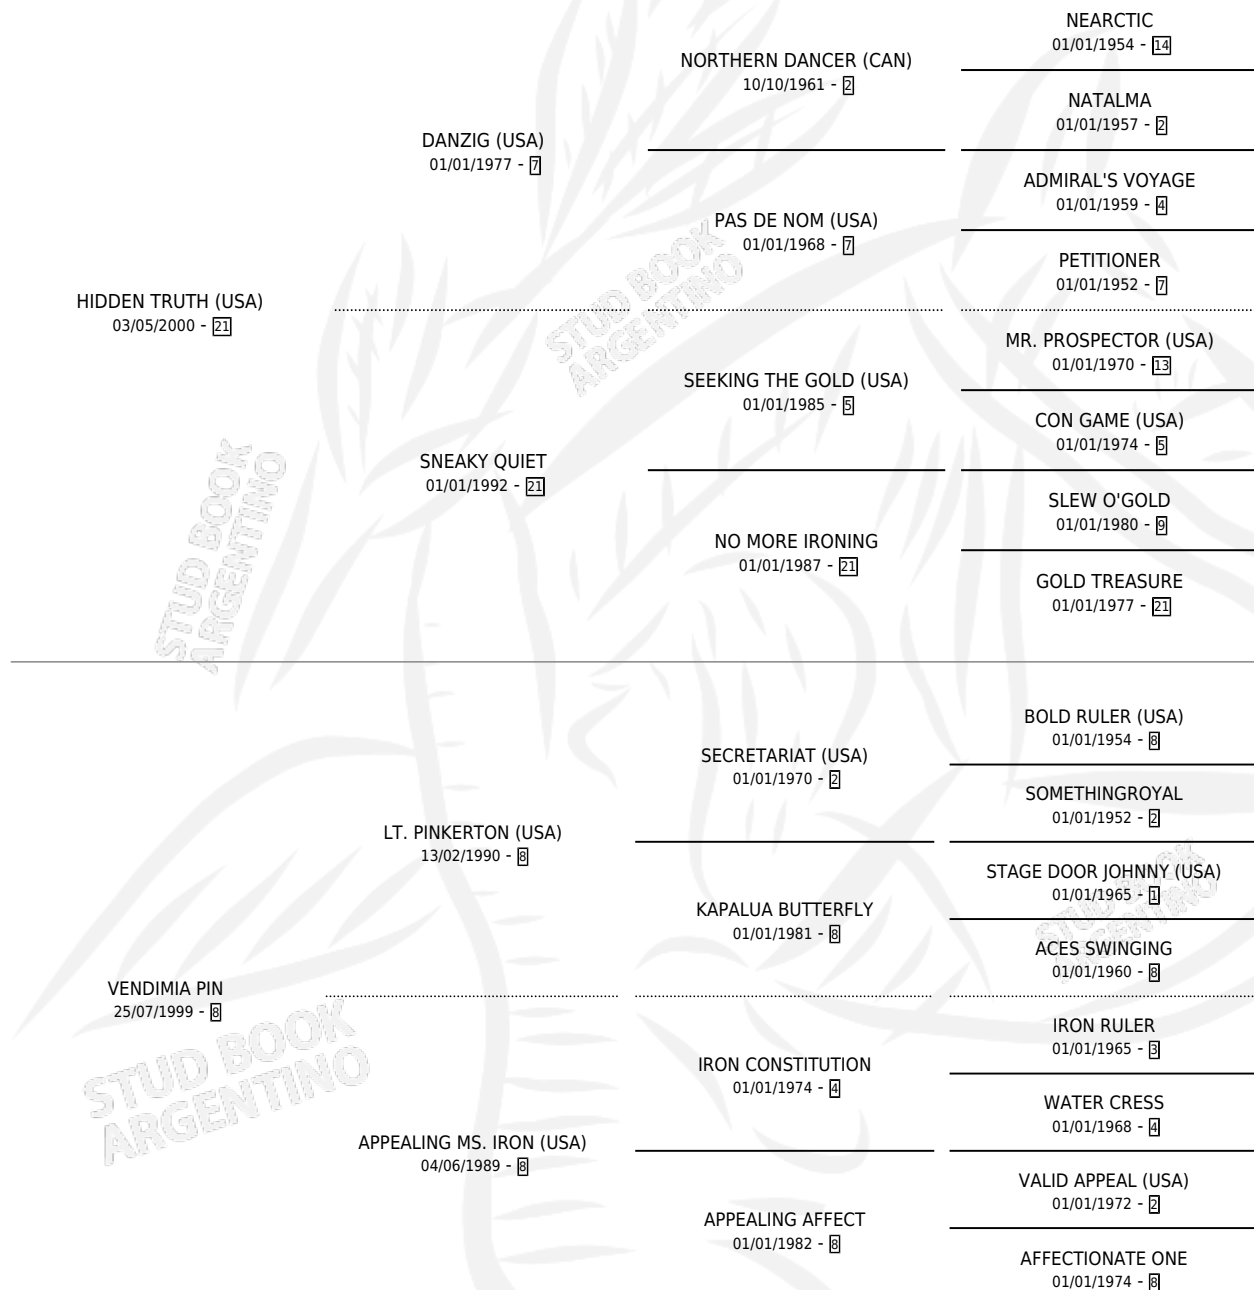 NEARCTIC
01/01/1954 - 14
NORTHERN DANCER (CAN)
10/10/1961 - 2
NATALMA
01/01/1957 - 2
DANZIG (USA)
01/01/1977 - 7
ADMIRAL'S VOYAGE
01/01/1959 - 4
PAS DE NOM (USA)
01/01/1968 - 7
PETITIONER
01/01/1952 - 7
HIDDEN TRUTH (USA)
03/05/2000 - 21
MR. PROSPECTOR (USA)
01/01/1970 - 13
SEEKING THE GOLD (USA)
01/01/1985 - 5
CON GAME (USA)
01/01/1974 - 5
SNEAKY QUIET
01/01/1992 - 21
SLEW O'GOLD
01/01/1980 - 9
NO MORE IRONING
01/01/1987 - 21
GOLD TREASURE
01/01/1977 - 21
STUD BOOK
ARGENTINO
STUD BOOK
ARGENTINO
BOLD RULER (USA)
01/01/1954 - 8
SECRETARIAT (USA)
01/01/1970 - 2
SOMETHINGROYAL
01/01/1952 - 2
LT. PINKERTON (USA)
13/02/1990 - 8
STAGE DOOR JOHNNY (USA)
01/01/1965 - 1
KAPALUA BUTTERFLY
01/01/1981 - 8
ACES SWINGING
01/01/1960 - 8
STUD BOOK
ARGENTINO
VENDIMIA PIN
25/07/1999 - 8
IRON RULER
01/01/1965 - 3
IRON CONSTITUTION
01/01/1974 - 4
WATER CRESS
01/01/1968 - 4
APPEALING MS. IRON (USA)
04/06/1989 - 8
VALID APPEAL (USA)
01/01/1972 - 2
APPEALING AFFECT
01/01/1982 - 8
AFFECTIONATE ONE
01/01/1974 - 8
STUD BOOK
ARGENTINO